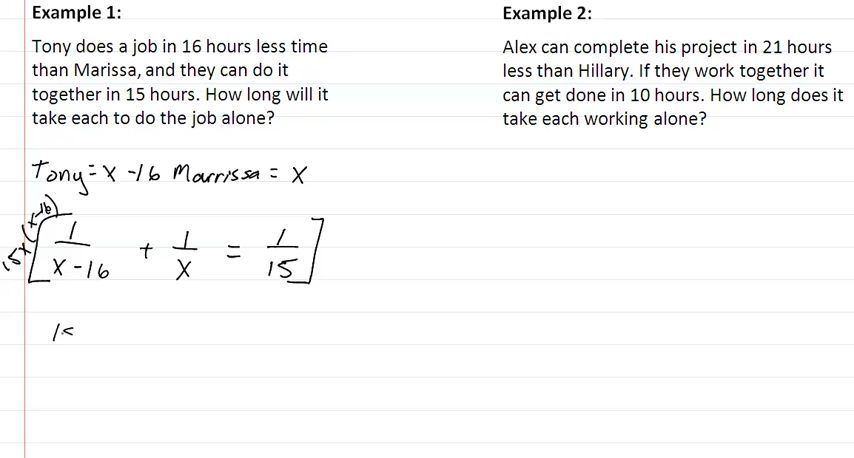 Example 1:
Tony does a job in 16 hours less time
than Marissa, and they can do it
together in 15 hours. How long will it
take each to do the job alone?
Example 2:
Alex can complete his project in 21 hours
less than Hillary. If they work together it
can get done in 10 hours. How long does it
take each working alone?
Tony = x - 16 Marrissa = x
15x(x-16)[1/(x-16) + 1/x = 1/15]
15